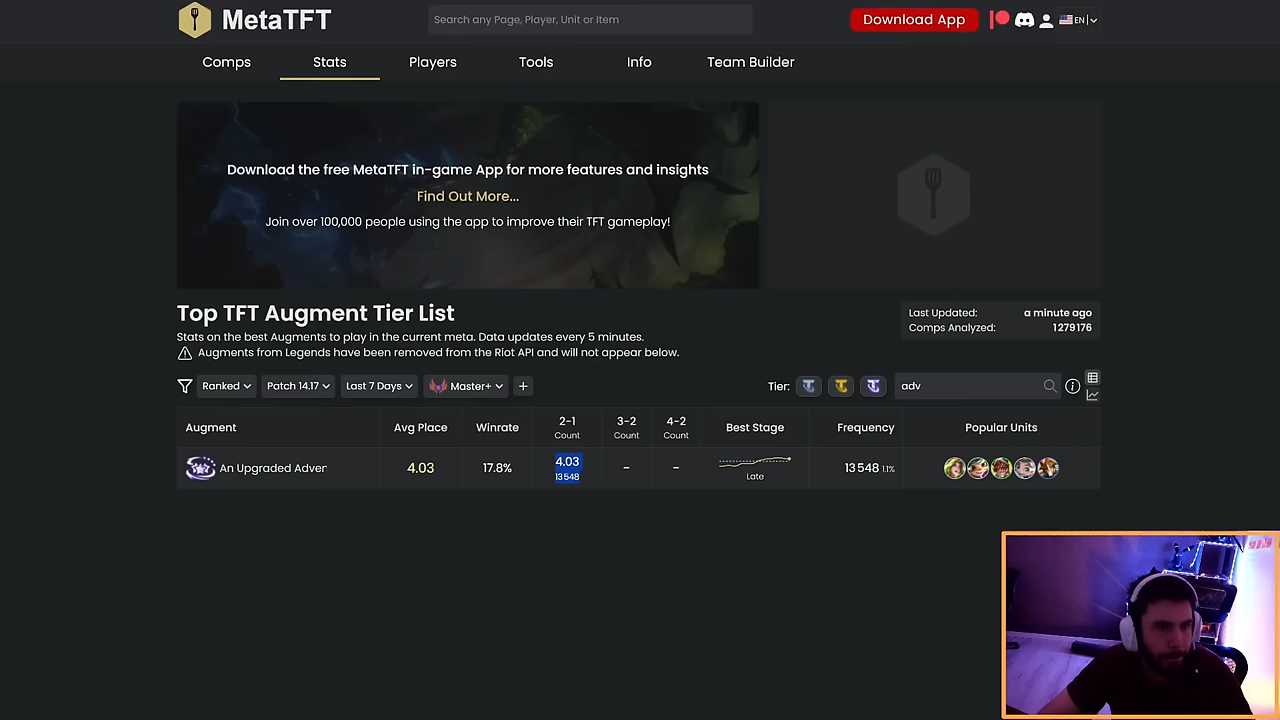 MetaTFT
Search any Page, Player, Unit or Item
Download App
EN
Comps
Stats
Players
Tools
Info
Team Builder
Download the free MetaTFT in-game App for more features and insights
Find Out More...
Join over 100,000 people using the app to improve their TFT gameplay!
Top TFT Augment Tier List
Stats on the best Augments to play in the current meta. Data updates every 5 minutes.
Augments from Legends have been removed from the Riot API and will not appear below.
Last Updated: a minute ago
Comps Analyzed: 1279176
Ranked
Patch 14.17
Last 7 Days
Master+
+
Tier:
adv
Augment
Avg Place
Winrate
2-1
Count
3-2
Count
4-2
Count
Best Stage
Frequency
Popular Units
An Upgraded Adven
4.03
17.8%
4.03
13548
-
-
Late
13548 1.1%